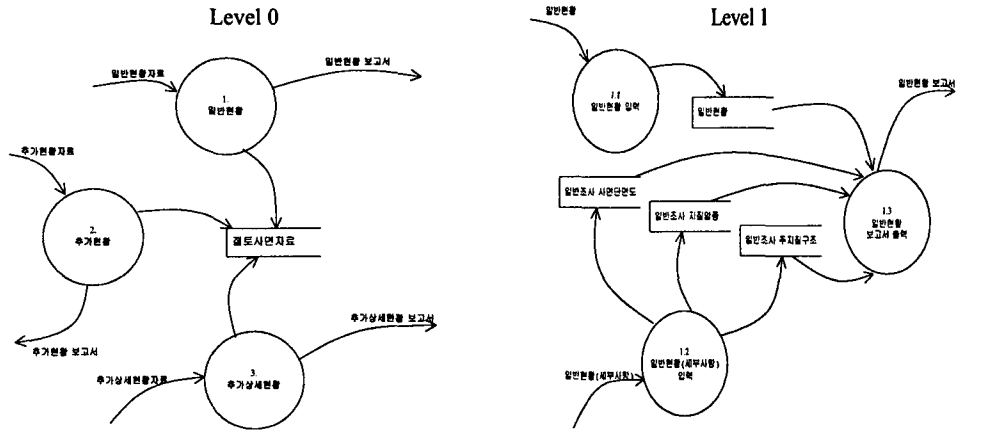 Level 0
일반현황자료
1.
일반현황
일반현황 보고서
추가현황자료
2.
추가현황
절토사면자료
추가현황 보고서
추가상세현황 보고서
3.
추가상세현황
추가상세현황자료
Level 1
일반현황
1.1
일반현황 입력
일반현황
일반현황 보고서
일반조사 사면단면도
일반조사 지질암종
일반조사 주지질구조
1.3
일반현황
보고서 출력
1.2
일반현황(세부사항)
입력
일반현황(세부사항)